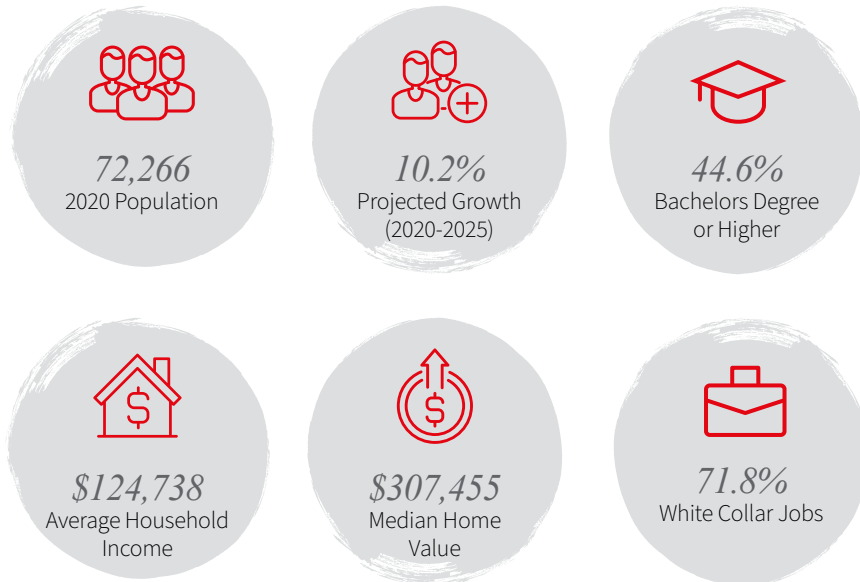 72,266
2020 Population
10.2%
Projected Growth
(2020-2025)
44.6%
Bachelors Degree
or Higher
$124,738
Average Household
Income
$307,455
Median Home
Value
71.8%
White Collar Jobs